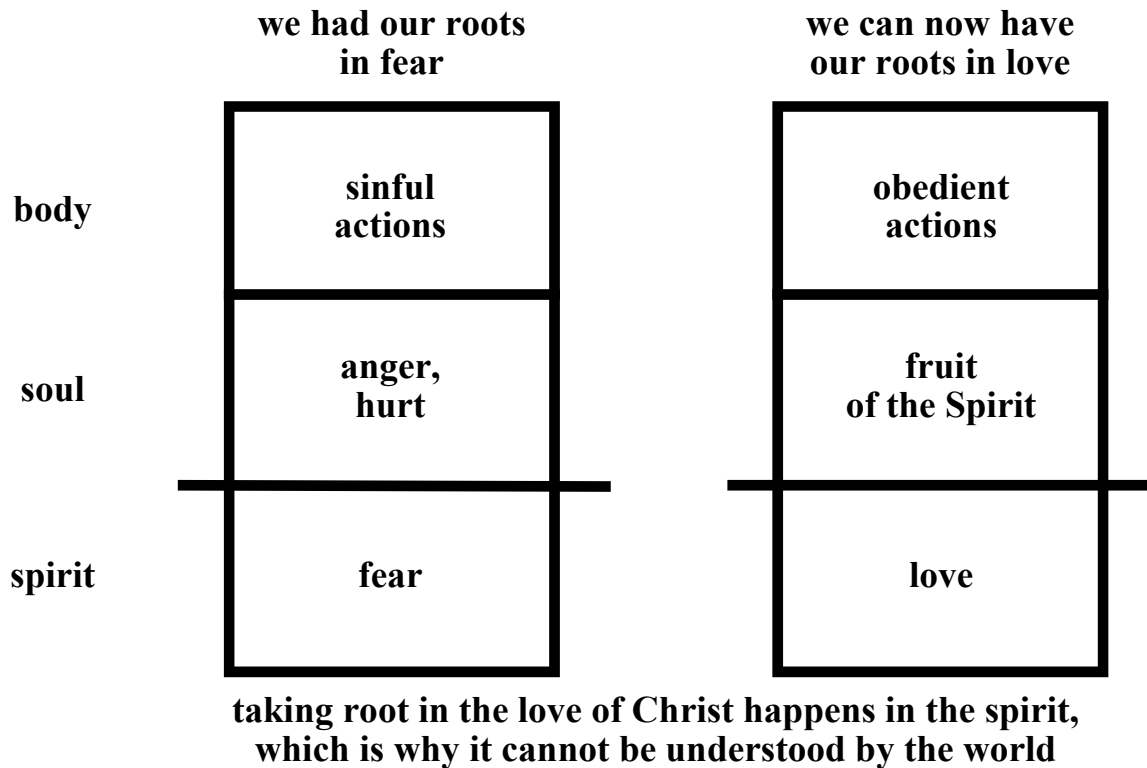 we had our roots
in fear
we can now have
our roots in love
body
sinful
actions
obedient
actions
soul
anger,
hurt
fruit
of the Spirit
spirit
fear
love
taking root in the love of Christ happens in the spirit,
which is why it cannot be understood by the world